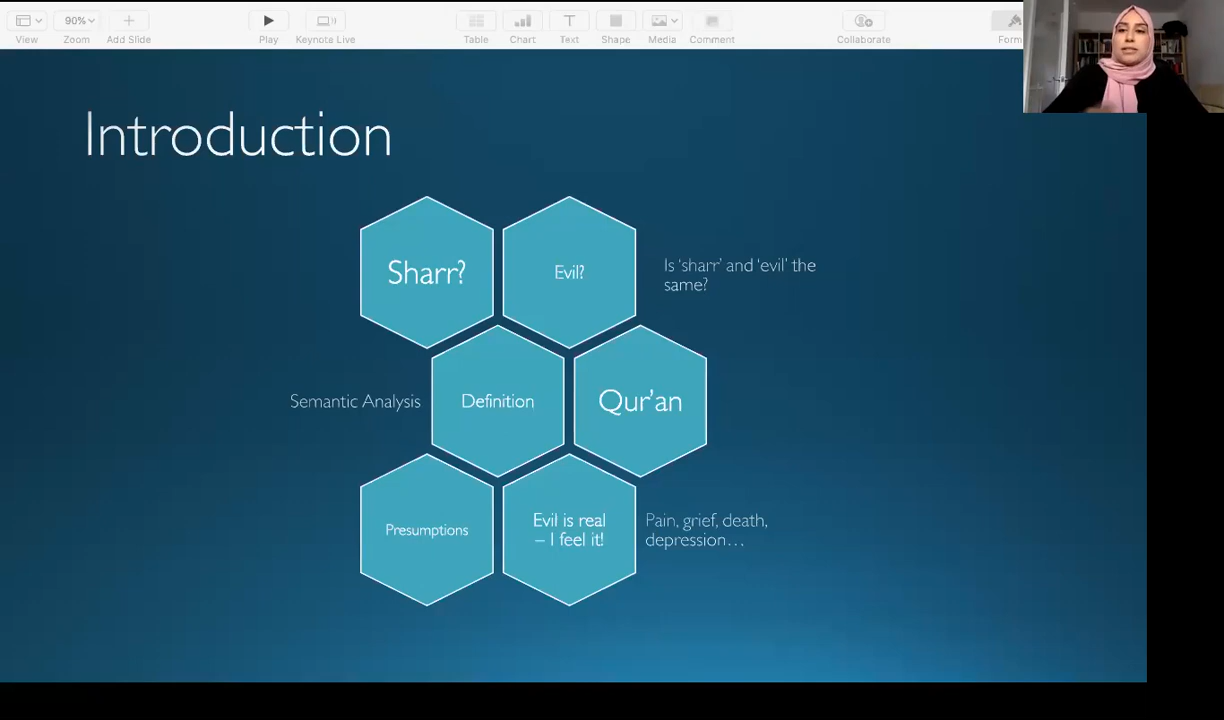 90%
View
Zoom
Add Slide
Play
Keynote Live
Table
Chart
Text
Shape
Media
Comment
Collaborate
Form
Introduction
Sharr?
Evil?
Is ‘sharr’ and ‘evil’ the
same?
Semantic Analysis
Definition
Qur’an
Presumptions
Evil is real
– I feel it!
Pain, grief, death,
depression…